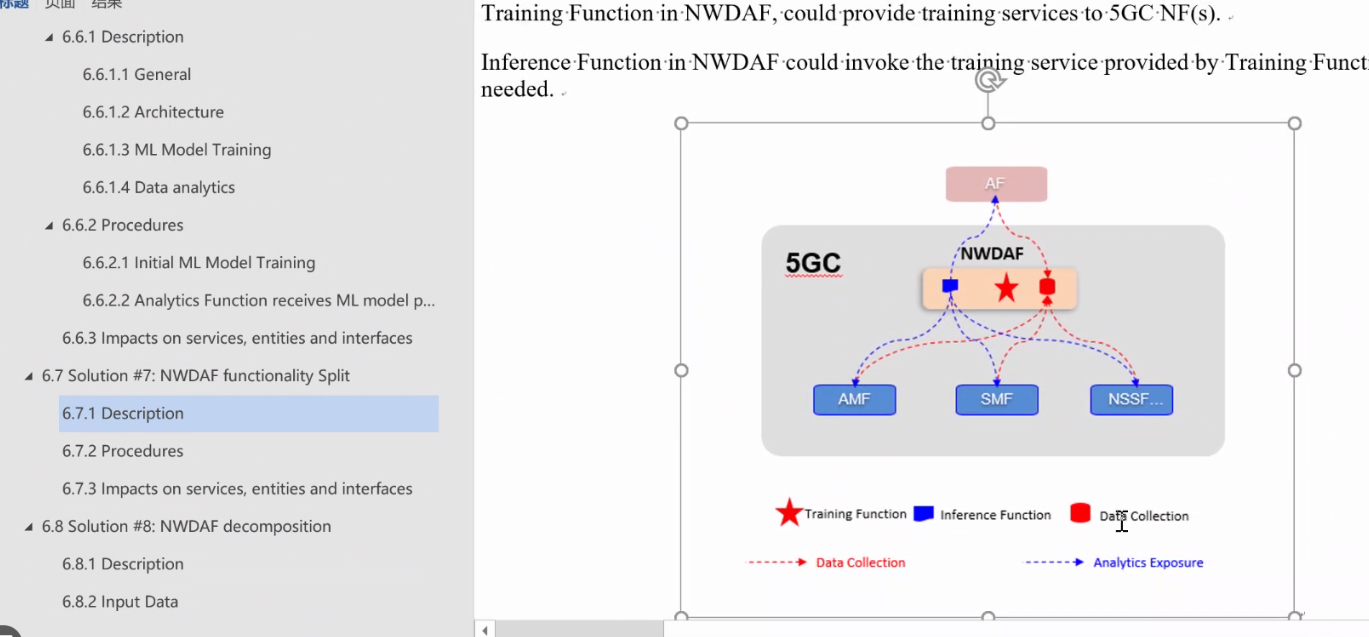 标题 页面 结果
6.6.1 Description
6.6.1.1 General
6.6.1.2 Architecture
6.6.1.3 ML Model Training
6.6.1.4 Data analytics
6.6.2 Procedures
6.6.2.1 Initial ML Model Training
6.6.2.2 Analytics Function receives ML model p...
6.6.3 Impacts on services, entities and interfaces
6.7 Solution #7: NWDAF functionality Split
6.7.1 Description
6.7.2 Procedures
6.7.3 Impacts on services, entities and interfaces
6.8 Solution #8: NWDAF decomposition
6.8.1 Description
6.8.2 Input Data
Training Function in NWDAF, could provide training services to 5GC NF(s).
Inference Function in NWDAF could invoke the training service provided by Training Funct
needed.
AF
5GC
NWDAF
AMF SMF NSSF...
Training Function Inference Function Data Collection
Data Collection Analytics Exposure